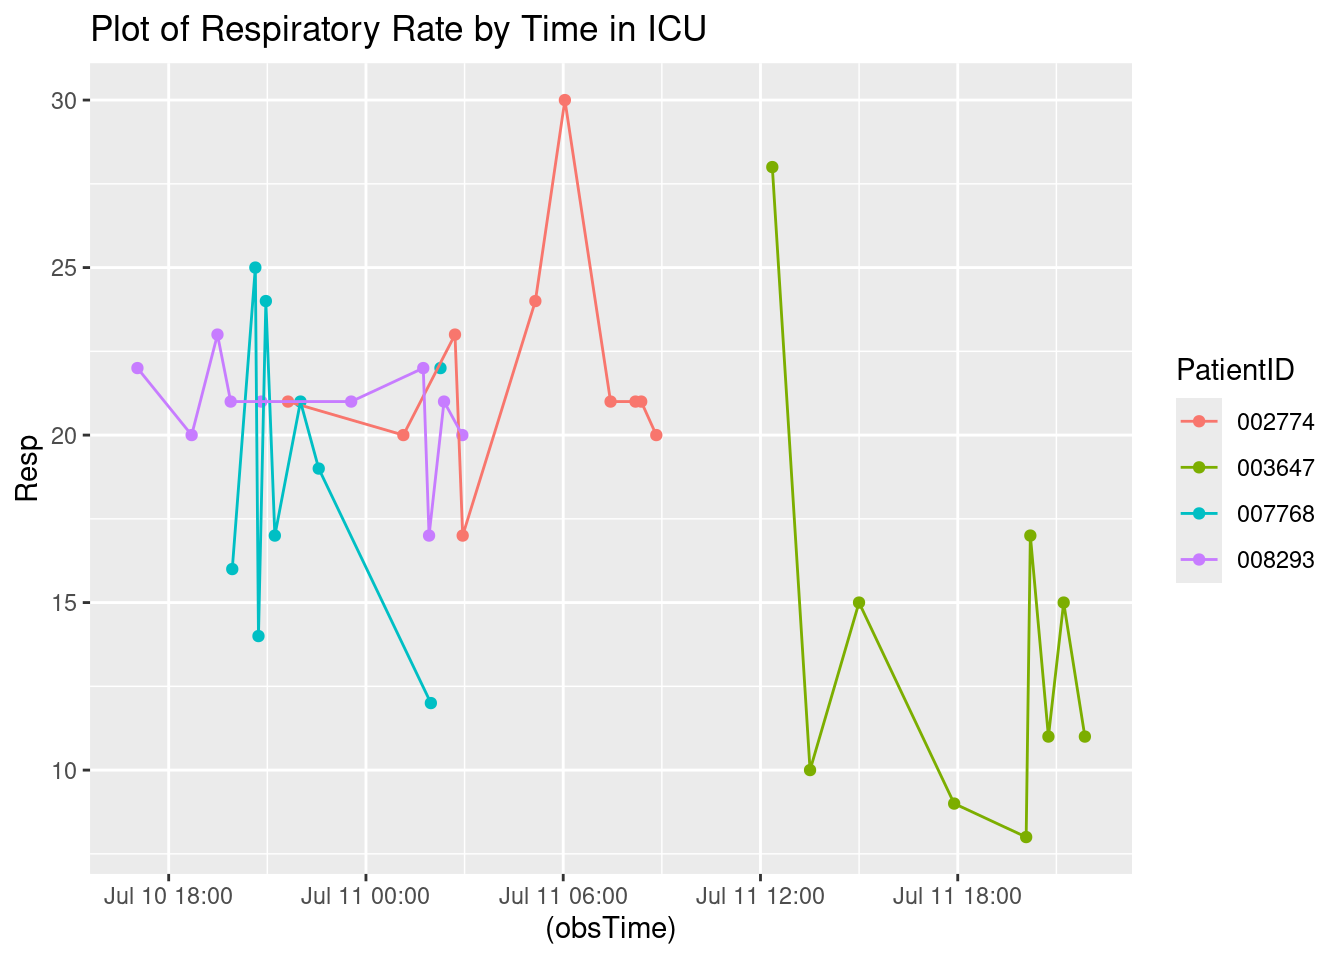 Plot of Respiratory Rate by Time in ICU
30
25
20
15
10
Resp
Jul 10 18:00
Jul 11 00:00
Jul 11 06:00
Jul 11 12:00
Jul 11 18:00
(obsTime)
PatientID
002774
003647
007768
008293